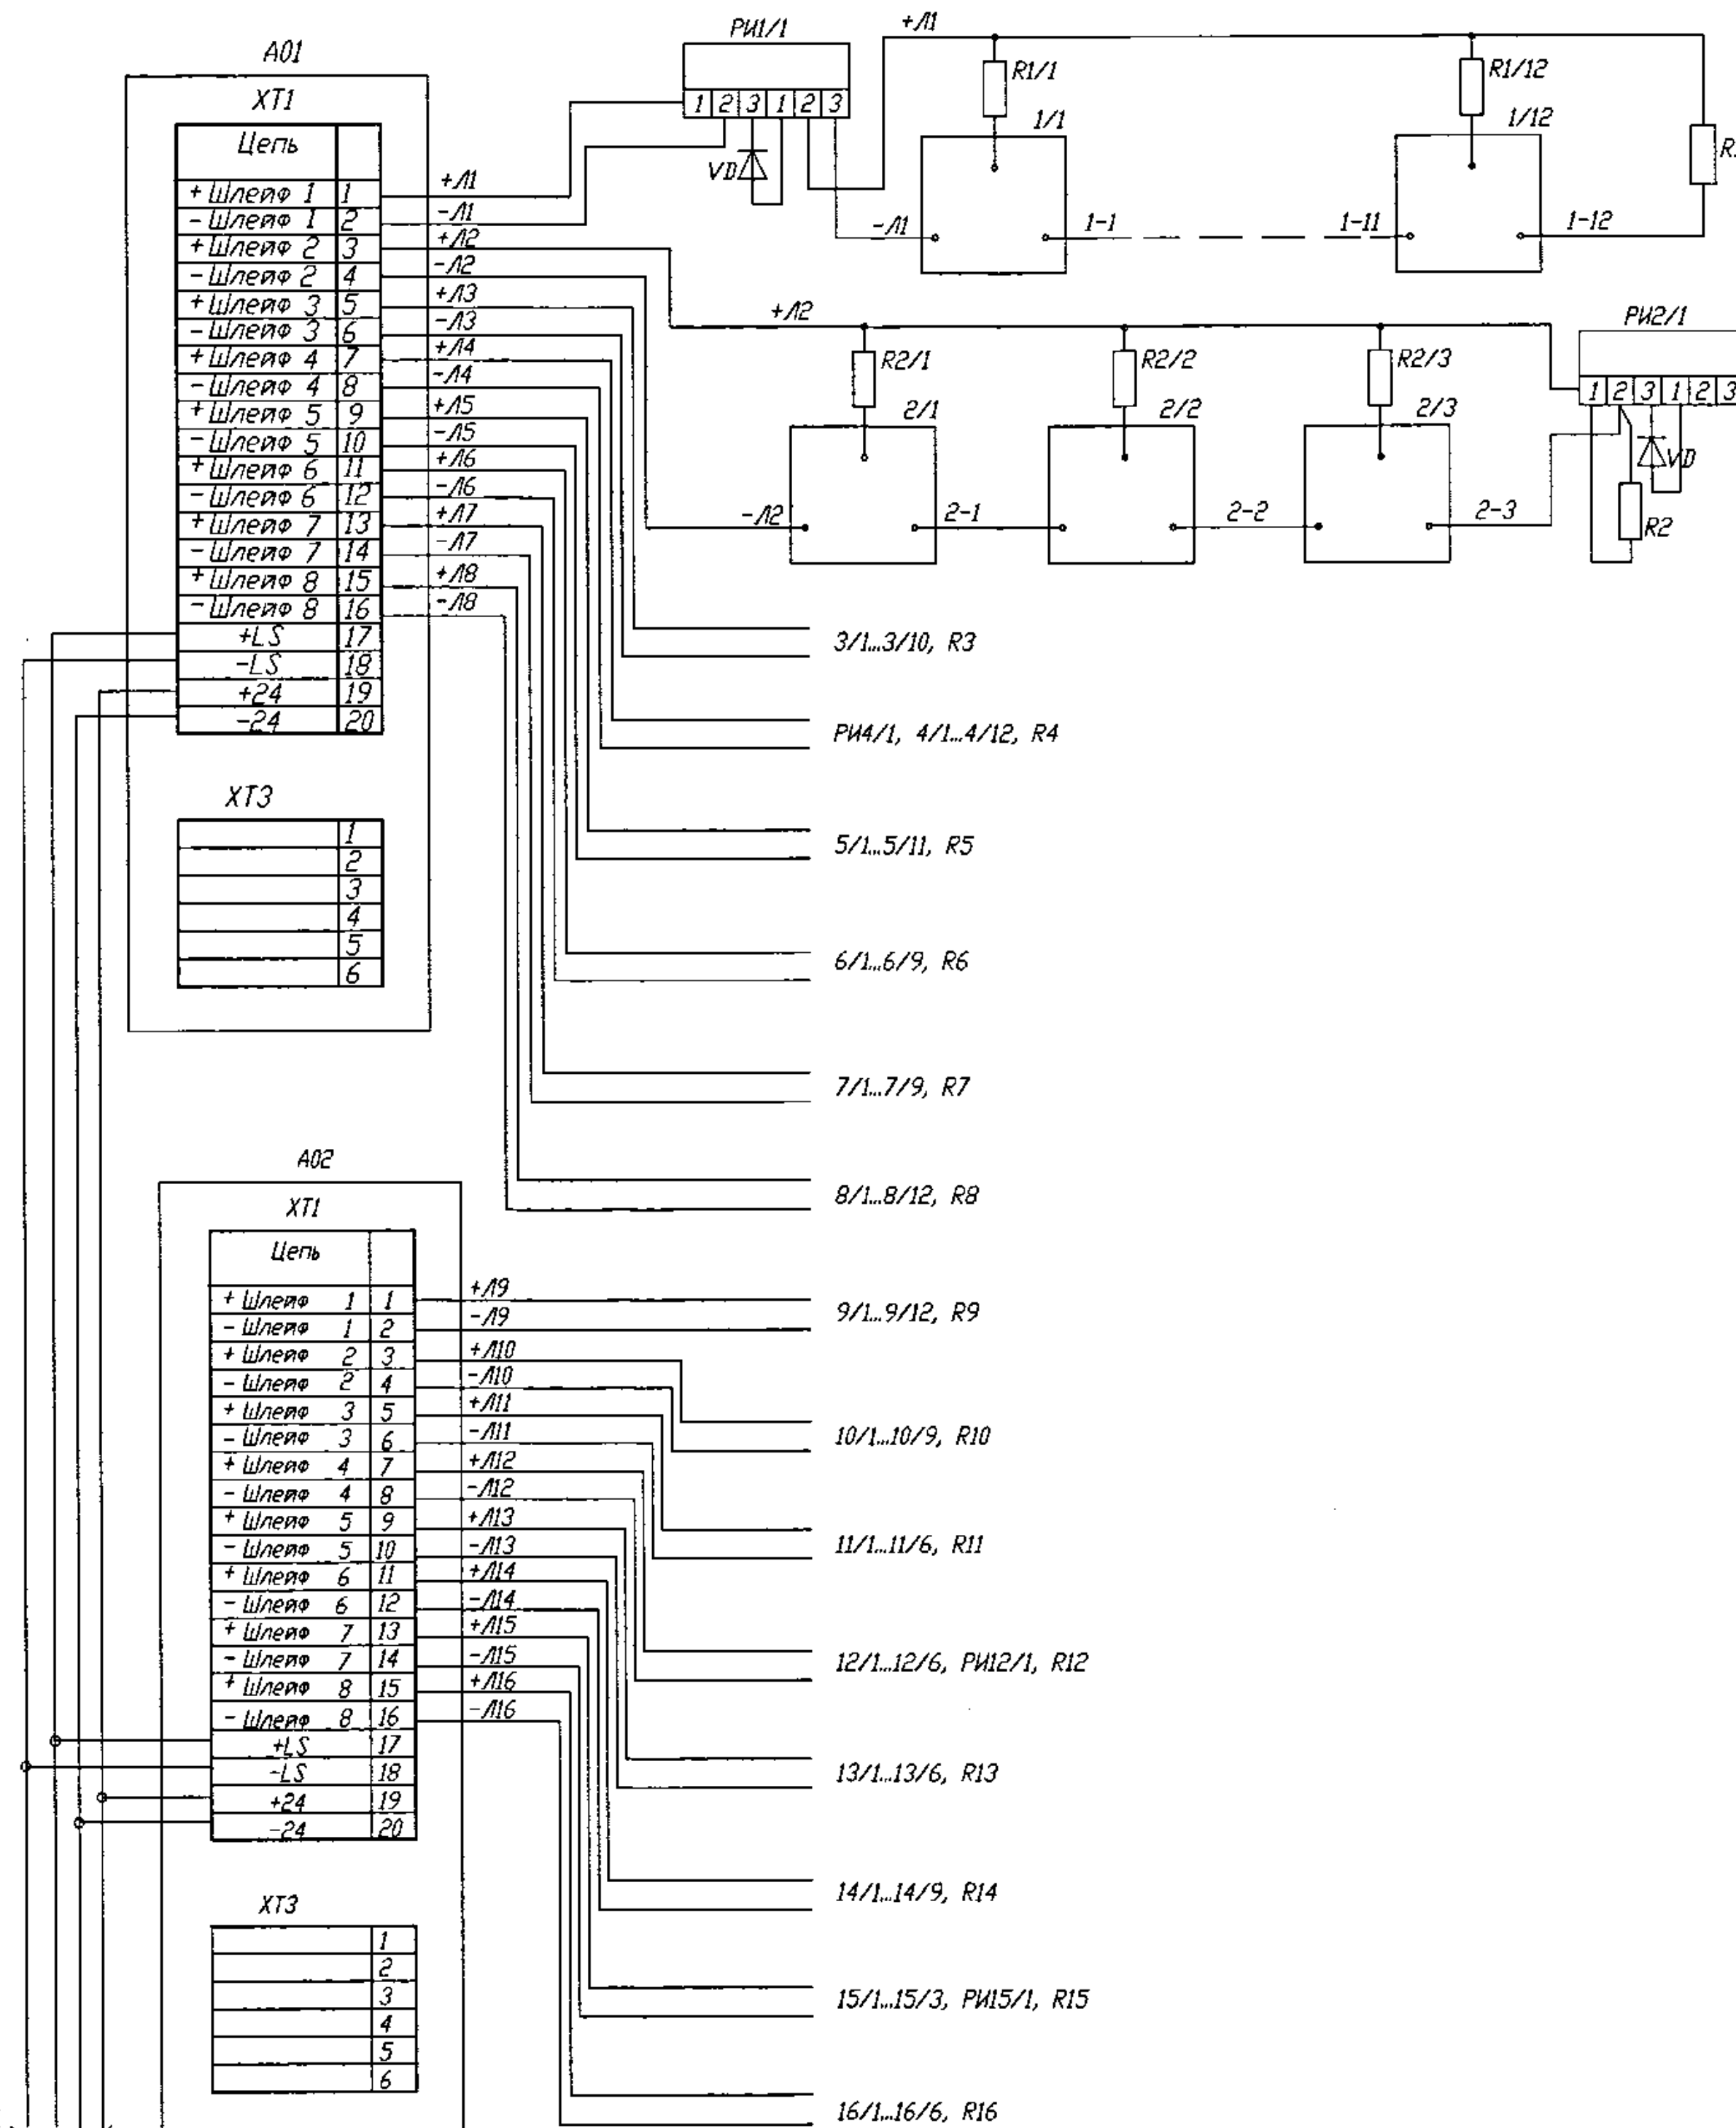 A01
XT1
Цепь
+ Шлейф 1 1
- Шлейф 1 2
+ Шлейф 2 3
- Шлейф 2 4
+ Шлейф 3 5
- Шлейф 3 6
+ Шлейф 4 7
- Шлейф 4 8
+ Шлейф 5 9
- Шлейф 5 10
+ Шлейф 6 11
- Шлейф 6 12
+ Шлейф 7 13
- Шлейф 7 14
+ Шлейф 8 15
- Шлейф 8 16
+LS 17
-LS 18
+24 19
-24 20
+Л1
-Л1
+Л2
-Л2
+Л3
-Л3
+Л4
-Л4
+Л5
-Л5
+Л6
-Л6
+Л7
-Л7
+Л8
-Л8
РИ1/1
1 2 3 1 2 3
VD
+Л1
R1/1
1/1
-Л1
1-1
1-11
R1/12
1/12
1-12
+Л2
R2/1
2/1
-Л2
2-1
R2/2
2/2
2-2
R2/3
2/3
2-3
РИ2/1
1 2 3 1 2 3
VD
R2
3/1...3/10, R3
РИ4/1, 4/1...4/12, R4
5/1...5/11, R5
6/1...6/9, R6
7/1...7/9, R7
8/1...8/12, R8
XT3
1
2
3
4
5
6
A02
XT1
Цепь
+ Шлейф 1 1
- Шлейф 1 2
+ Шлейф 2 3
- Шлейф 2 4
+ Шлейф 3 5
- Шлейф 3 6
+ Шлейф 4 7
- Шлейф 4 8
+ Шлейф 5 9
- Шлейф 5 10
+ Шлейф 6 11
- Шлейф 6 12
+ Шлейф 7 13
- Шлейф 7 14
+ Шлейф 8 15
- Шлейф 8 16
+LS 17
-LS 18
+24 19
-24 20
+Л9
-Л9
+Л10
-Л10
+Л11
-Л11
+Л12
-Л12
+Л13
-Л13
+Л14
-Л14
+Л15
-Л15
+Л16
-Л16
9/1...9/12, R9
10/1...10/9, R10
11/1...11/6, R11
12/1...12/6, РИ12/1, R12
13/1...13/6, R13
14/1...14/9, R14
15/1...15/3, РИ15/1, R15
16/1...16/6, R16
XT3
1
2
3
4
5
6